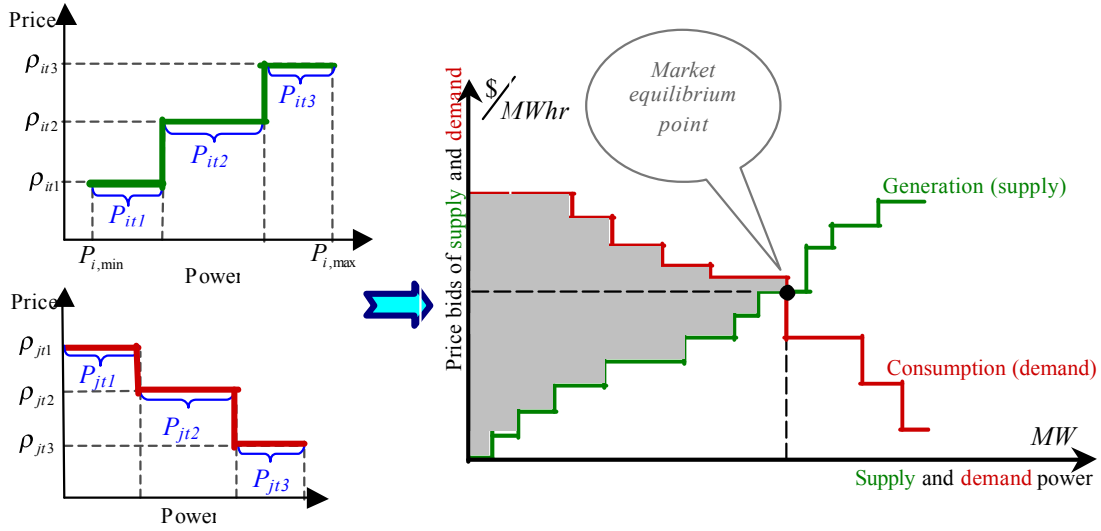 Price
ρit3
ρit2
ρit1
Pit3
Pit2
Pit1
Pi,min
Pi,max
Power
Price
ρjt1
ρjt2
ρjt3
Pjt1
Pjt2
Pjt3
Power
Price bids of supply and demand
$/MWhr
Market
equilibrium
point
Generation (supply)
Consumption (demand)
MW
Supply and demand power